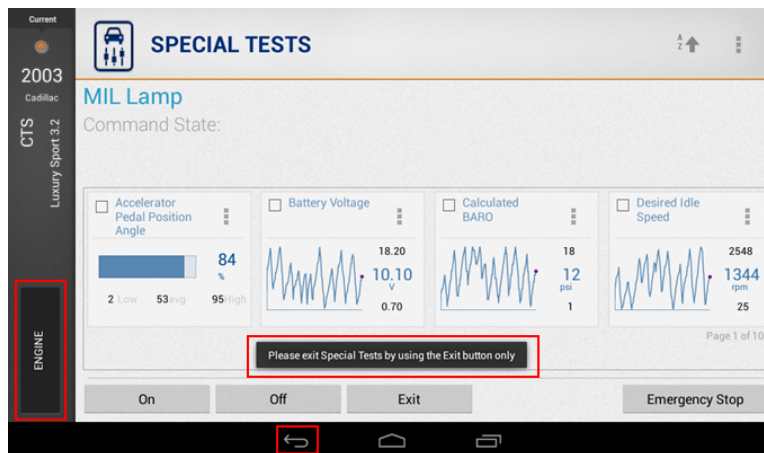 Current
2003
Cadillac
CTS
Luxury Sport 3.2
ENGINE
SPECIAL TESTS
A
Z
MIL Lamp
Command State:
Accelerator
Pedal Position
Angle
84
%
2 Low 53avg 95High
Battery Voltage
18.20
10.10
V
0.70
Calculated
BARO
18
12
psi
1
Desired Idle
Speed
2548
1344
rpm
25
Page 1 of 10
Please exit Special Tests by using the Exit button only
On Off Exit Emergency Stop